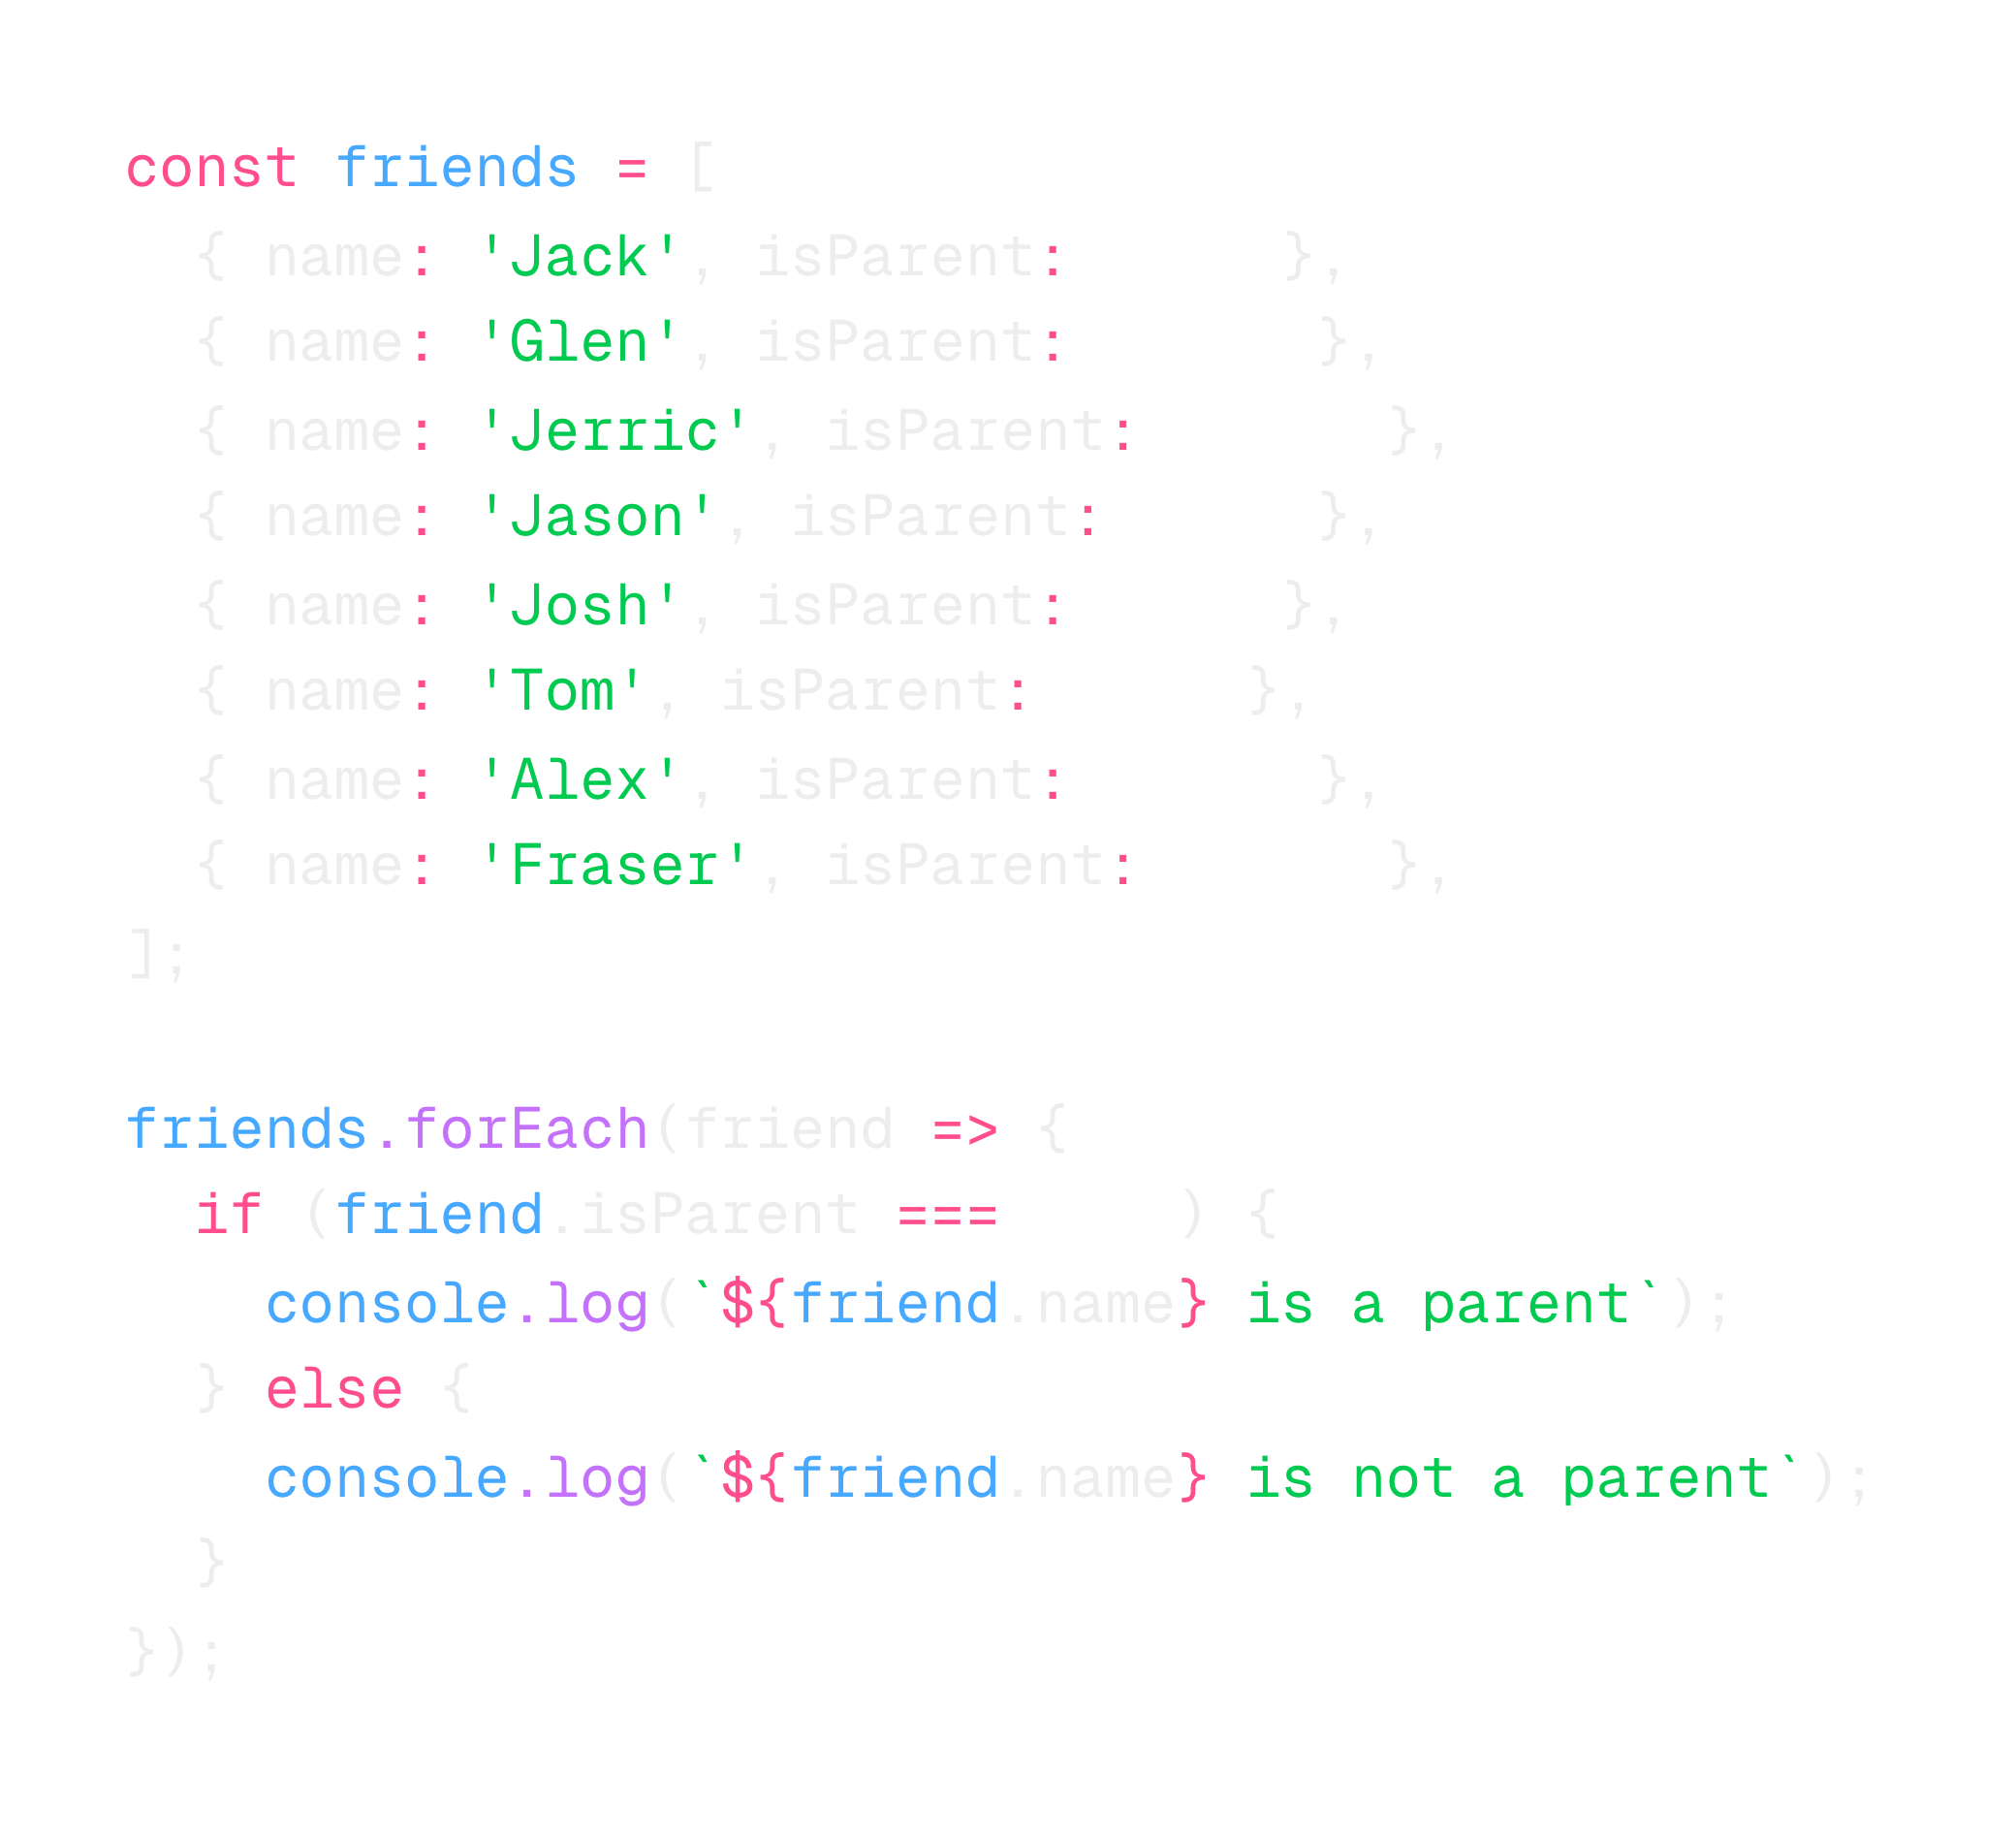 const friends = [
  { name: 'Jack', isParent:      },
  { name: 'Glen', isParent:       },
  { name: 'Jerric', isParent:       },
  { name: 'Jason', isParent:      },
  { name: 'Josh', isParent:      },
  { name: 'Tom', isParent:      },
  { name: 'Alex', isParent:       },
  { name: 'Fraser', isParent:       },
];

friends.forEach(friend => {
  if (friend.isParent ===     ) {
    console.log(`${friend.name} is a parent`);
  } else {
    console.log(`${friend.name} is not a parent`);
  }
});